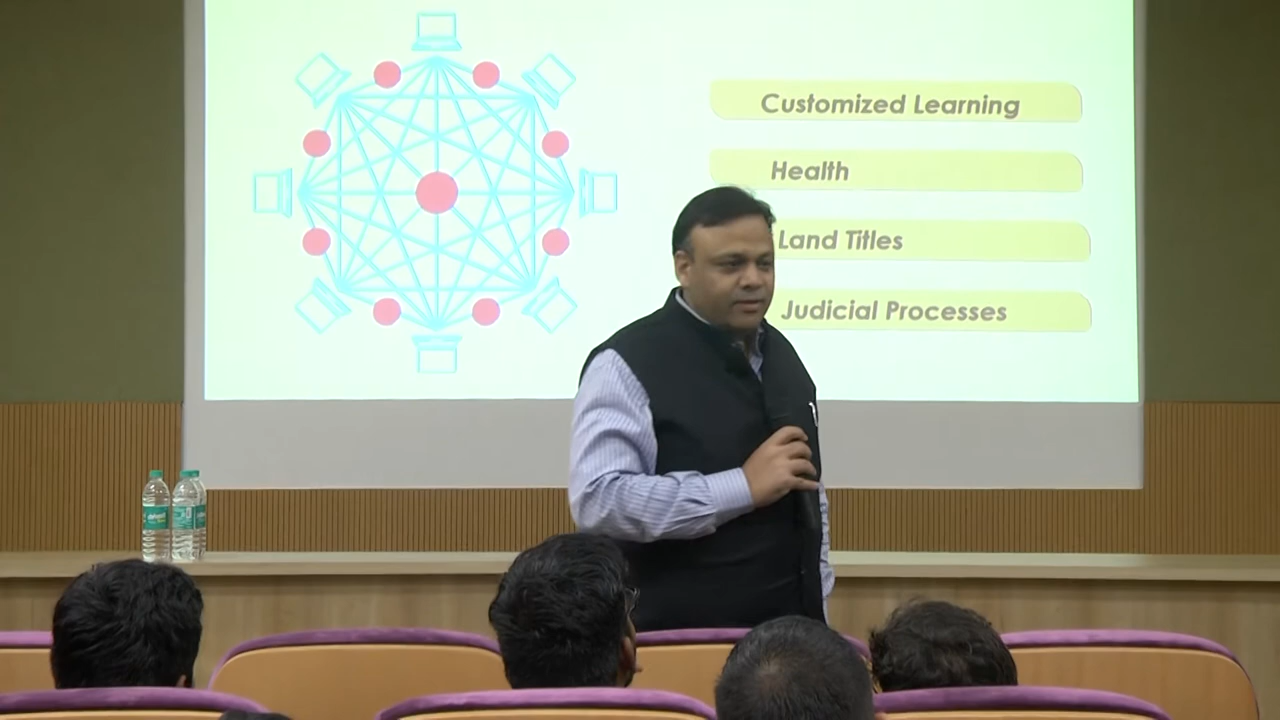 Customized Learning
Health
Land Titles
Judicial Processes